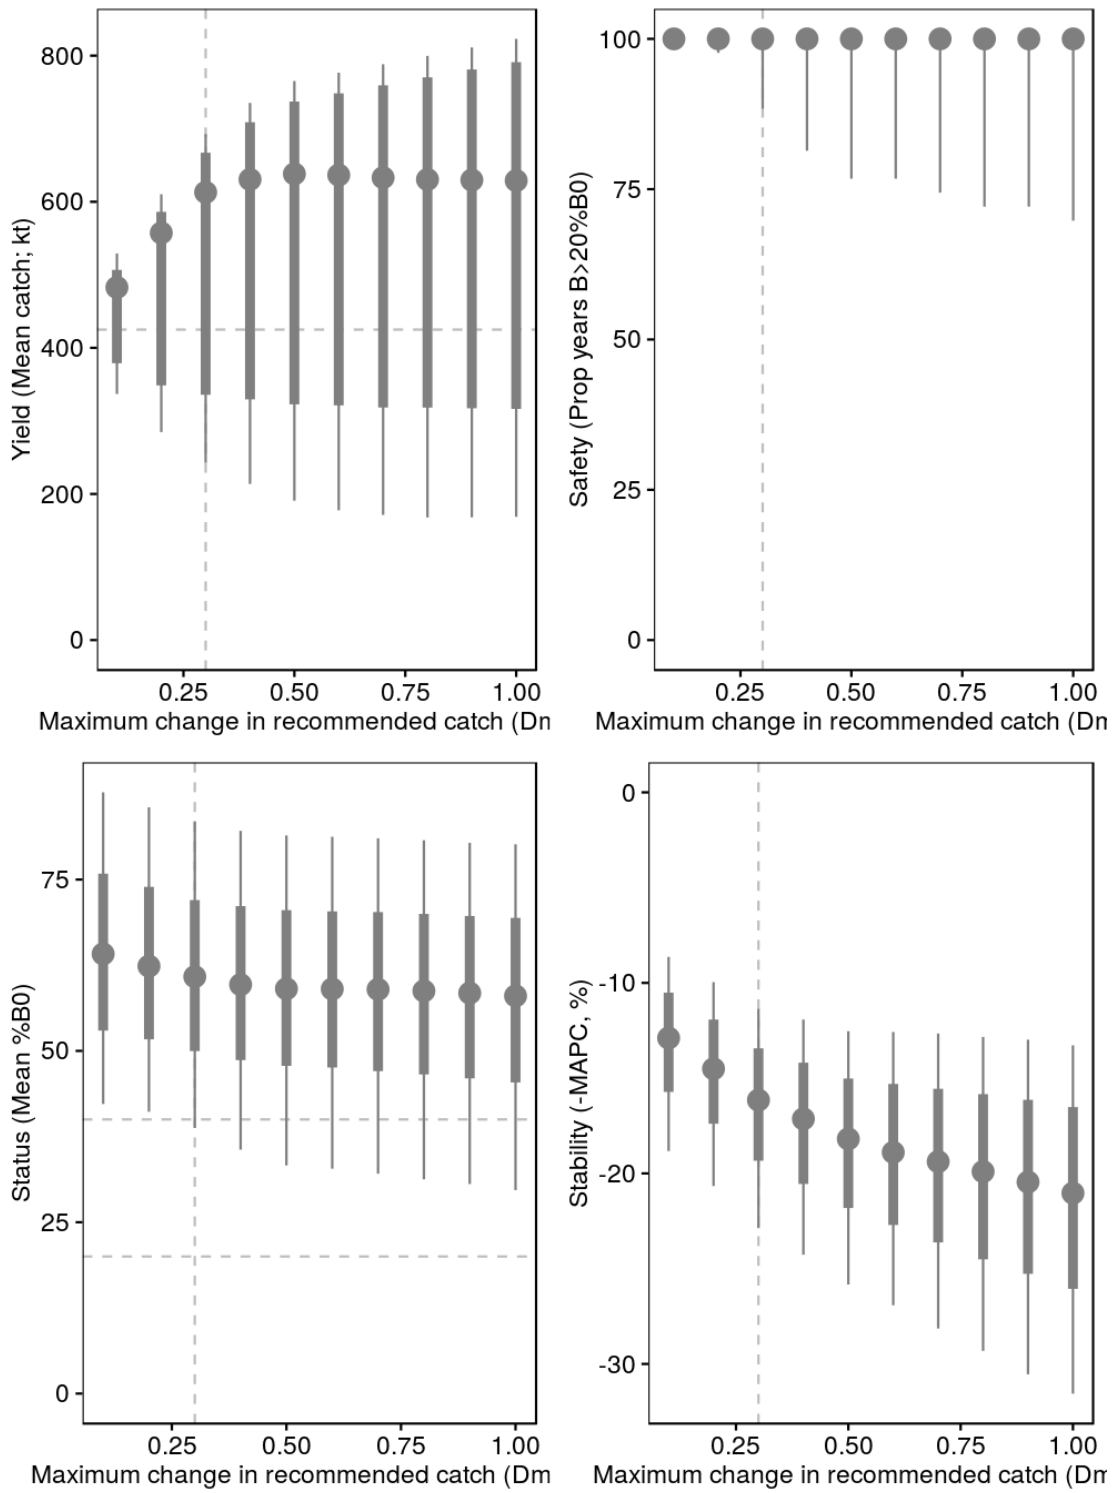 Yield (Mean catch; kt)
800
600
400
200
0
0.25 0.50 0.75 1.00
Maximum change in recommended catch (Dm
Safety (Prop years B>20%B0)
100
75
50
25
0
0.25 0.50 0.75 1.00
Maximum change in recommended catch (Dm
Status (Mean %B0)
75
50
25
0
0.25 0.50 0.75 1.00
Maximum change in recommended catch (Dm
Stability (-MAPC, %)
0
-10
-20
-30
0.25 0.50 0.75 1.00
Maximum change in recommended catch (Dm